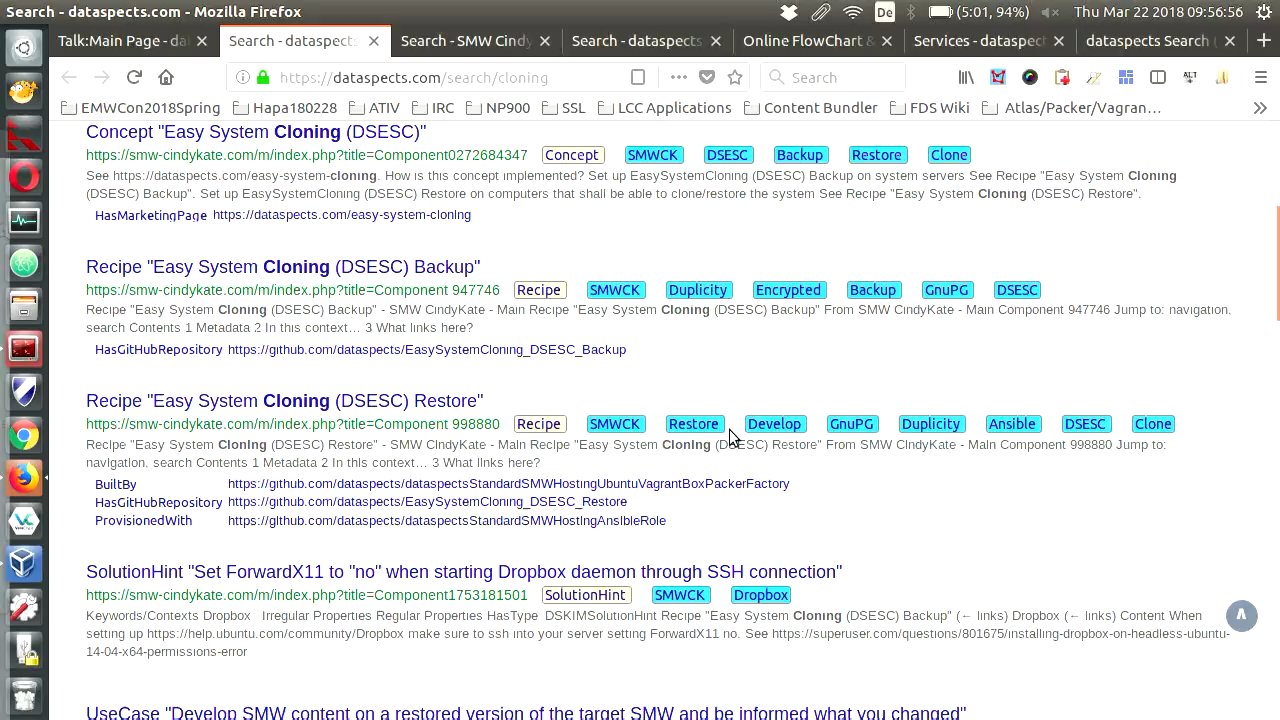 Search - dataspects.com - Mozilla Firefox
De (5:01, 94%) Thu Mar 22 2018 09:56:56
Talk:Main Page - da
Search - dataspects
Search - SMW Cindy
Search - dataspects
Online FlowChart &
Services - dataspect
dataspects Search (
https://dataspects.com/search/cloning
Search
ALT
EMWCon2018Spring Hapa180228 ATIV IRC NP900 SSL LCC Applications Content Bundler FDS Wiki Atlas/Packer/Vagran…
Concept "Easy System Cloning (DSESC)"
https://smw-cindykate.com/m/index.php?title=Component0272684347 Concept SMWCK DSESC Backup Restore Clone
See https://dataspects.com/easy-system-cloning. How is this concept implemented? Set up EasySystemCloning (DSESC) Backup on system servers See Recipe "Easy System Cloning
(DSESC) Backup". Set up EasySystemCloning (DSESC) Restore on computers that shall be able to clone/restore the system See Recipe "Easy System Cloning (DSESC) Restore".
HasMarketingPage https://dataspects.com/easy-system-cloning
Recipe "Easy System Cloning (DSESC) Backup"
https://smw-cindykate.com/m/index.php?title=Component 947746 Recipe SMWCK Duplicity Encrypted Backup GnuPG DSESC
Recipe "Easy System Cloning (DSESC) Backup" - SMW CindyKate - Main Recipe "Easy System Cloning (DSESC) Backup" From SMW CindyKate - Main Component 947746 Jump to: navigation,
search Contents 1 Metadata 2 In this context… 3 What links here?
HasGitHubRepository https://github.com/dataspects/EasySystemCloning_DSESC_Backup
Recipe "Easy System Cloning (DSESC) Restore"
https://smw-cindykate.com/m/index.php?title=Component 998880 Recipe SMWCK Restore Develop GnuPG Duplicity Ansible DSESC Clone
Recipe "Easy System Cloning (DSESC) Restore" - SMW CindyKate - Main Recipe "Easy System Cloning (DSESC) Restore" From SMW CindyKate - Main Component 998880 Jump to:
navigation, search Contents 1 Metadata 2 In this context… 3 What links here?
BuiltBy https://github.com/dataspects/dataspectsStandardSMWHostingUbuntuVagrantBoxPackerFactory
HasGitHubRepository https://github.com/dataspects/EasySystemCloning_DSESC_Restore
ProvisionedWith https://github.com/dataspects/dataspectsStandardSMWHostingAnsibleRole
SolutionHint "Set ForwardX11 to "no" when starting Dropbox daemon through SSH connection"
https://smw-cindykate.com/m/index.php?title=Component1753181501 SolutionHint SMWCK Dropbox
Keywords/Contexts Dropbox Irregular Properties Regular Properties HasType DSKIMSolutionHint Recipe "Easy System Cloning (DSESC) Backup" (← links) Dropbox (← links) Content When
setting up https://help.ubuntu.com/community/Dropbox make sure to ssh into your server setting ForwardX11 no. See https://superuser.com/questions/801675/installing-dropbox-on-headless-ubuntu-
14-04-x64-permissions-error
UseCase "Develop SMW content on a restored version of the target SMW and be informed what you changed"